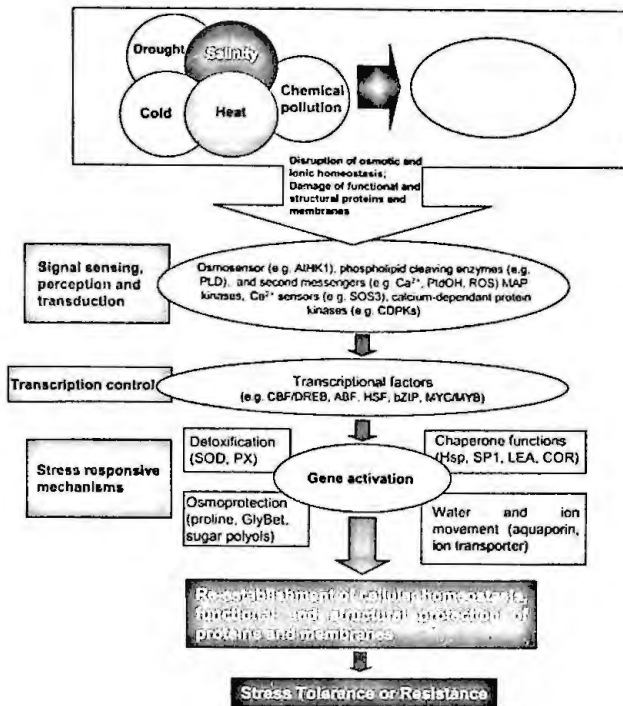 Drought
Salinity
Chemical
pollution
Cold
Heat
Disruption of osmotic and
ionic homeostasis;
Damage of functional and
structural proteins and
membranes
Signal sensing,
perception and
transduction
Osmosensor (e.g. AtHK1), phospholipid cleaving enzymes (e.g.
PLD), and second messengers (e.g. Ca²⁺, PtdOH, ROS) MAP
kinases, Ca²⁺ sensors (e.g. SOS3), calcium-dependant protein
kinases (e.g. CDPKs)
Transcription control
Transcriptional factors
(e.g. CBF/DREB, ABF, HSF, bZIP, MYC/MYB)
Stress responsive
mechanisms
Detoxification
(SOD, PX)
Chaperone functions
(Hsp, SP1, LEA, COR)
Gene activation
Osmoprotection
(proline, GlyBet,
sugar polyols)
Water and ion
movement (aquaporin,
ion transporter)
Re-establishment of cellular homeostasis,
functional and structural protection of
proteins and membranes
Stress Tolerance or Resistance